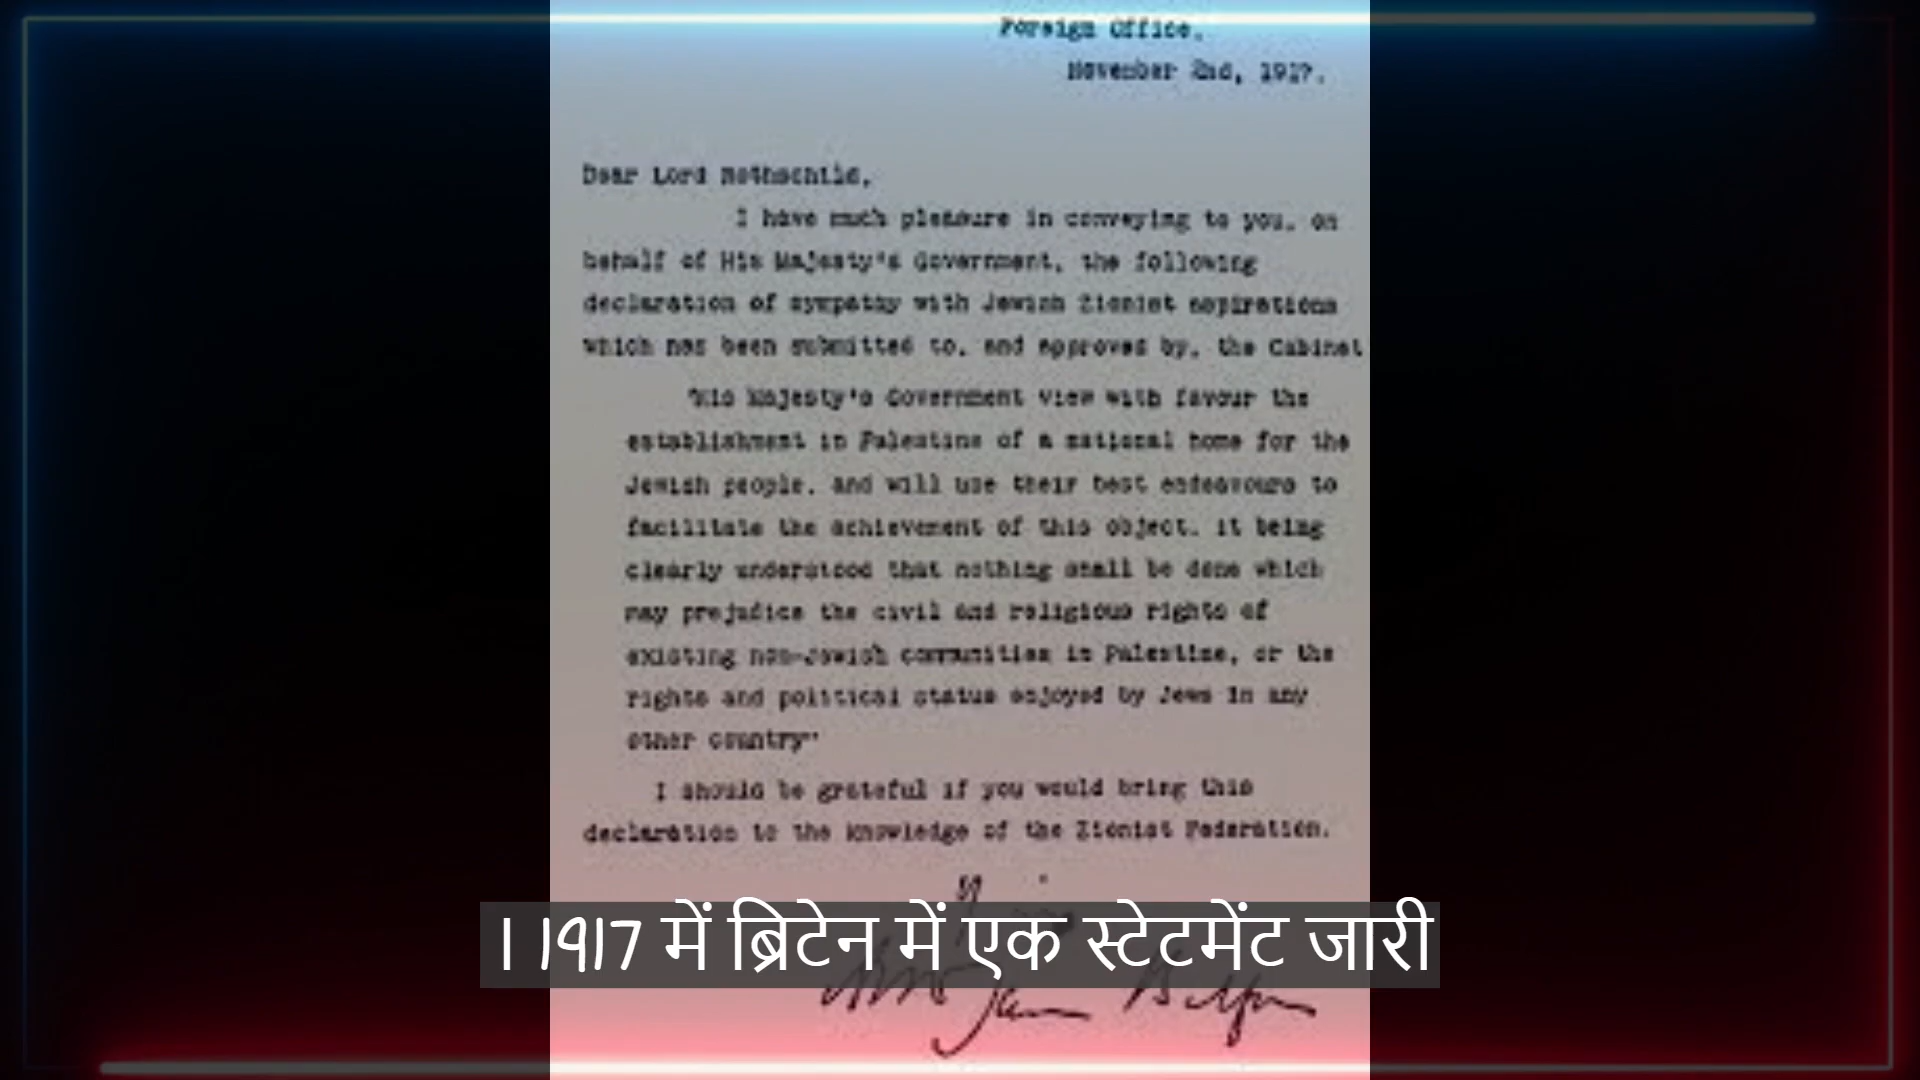 Foreign Office,
November 2nd, 1917.
Dear Lord Rothschild,
I have much pleasure in conveying to you, on
behalf of His Majesty's Government, the following
declaration of sympathy with Jewish Zionist aspirations
which has been submitted to, and approved by, the Cabinet
"His Majesty's Government view with favour the
establishment in Palestine of a national home for the
Jewish people, and will use their best endeavours to
facilitate the achievement of this object, it being
clearly understood that nothing shall be done which
may prejudice the civil and religious rights of
existing non-Jewish communities in Palestine, or the
rights and political status enjoyed by Jews in any
other country"
I should be grateful if you would bring this
declaration to the knowledge of the Zionist Federation.
। 1917 में ब्रिटेन में एक स्टेटमेंट जारी